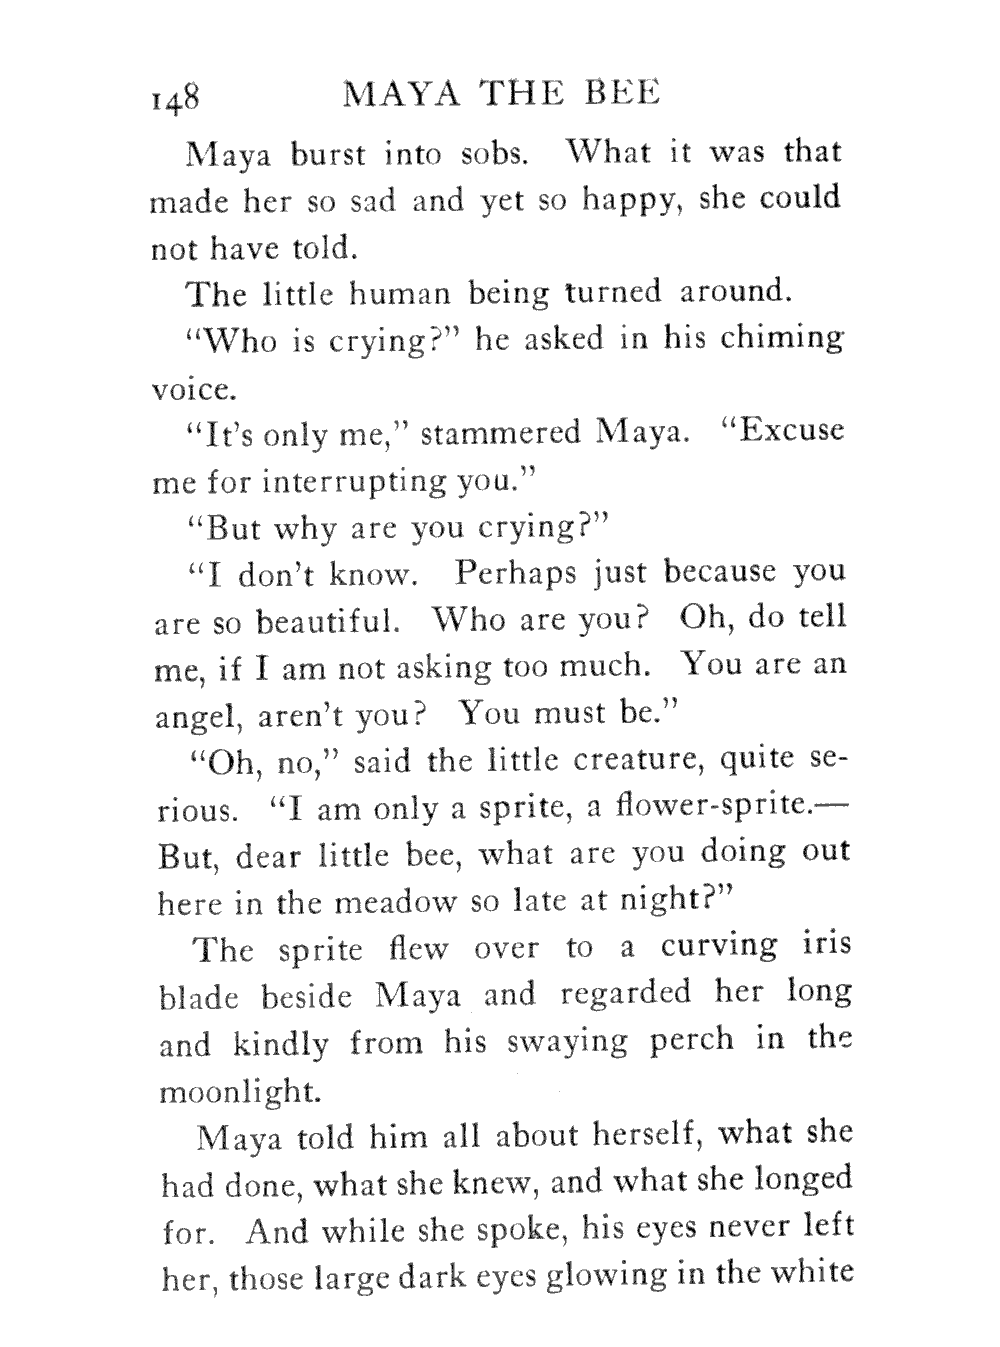 148 MAYA THE BEE
Maya burst into sobs. What it was that
made her so sad and yet so happy, she could
not have told.
The little human being turned around.
“Who is crying?” he asked in his chiming
voice.
“It's only me,” stammered Maya. “Excuse
me for interrupting you.”
“But why are you crying?”
“I don't know. Perhaps just because you
are so beautiful. Who are you? Oh, do tell
me, if I am not asking too much. You are an
angel, aren't you? You must be.”
“Oh, no,” said the little creature, quite se-
rious. “I am only a sprite, a flower-sprite.—
But, dear little bee, what are you doing out
here in the meadow so late at night?”
The sprite flew over to a curving iris
blade beside Maya and regarded her long
and kindly from his swaying perch in the
moonlight.
Maya told him all about herself, what she
had done, what she knew, and what she longed
for. And while she spoke, his eyes never left
her, those large dark eyes glowing in the white